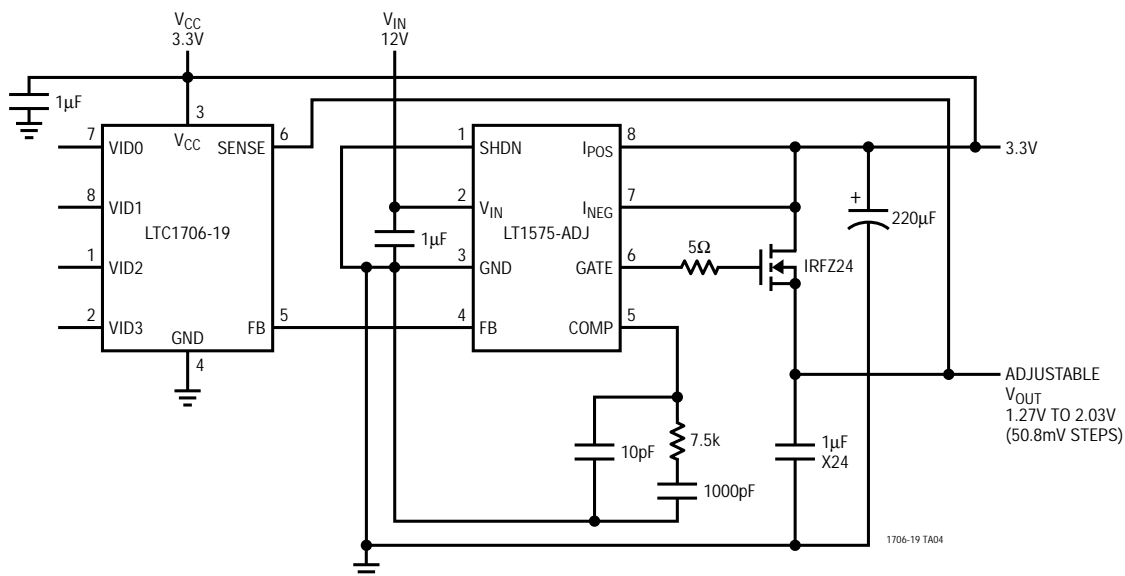 VCC
3.3V
VIN
12V
1µF
3
7
VID0
VCC
SENSE
6
8
VID1
LTC1706-19
1
VID2
2
VID3
GND
FB
5
4
1
SHDN
IPOS
8
3.3V
2
VIN
INEG
7
1µF
LT1575-ADJ
+
220µF
3
GND
GATE
6
5Ω
IRFZ24
4
FB
COMP
5
ADJUSTABLE
VOUT
1.27V TO 2.03V
(50.8mV STEPS)
10pF
7.5k
1000pF
1µF
X24
1706-19 TA04